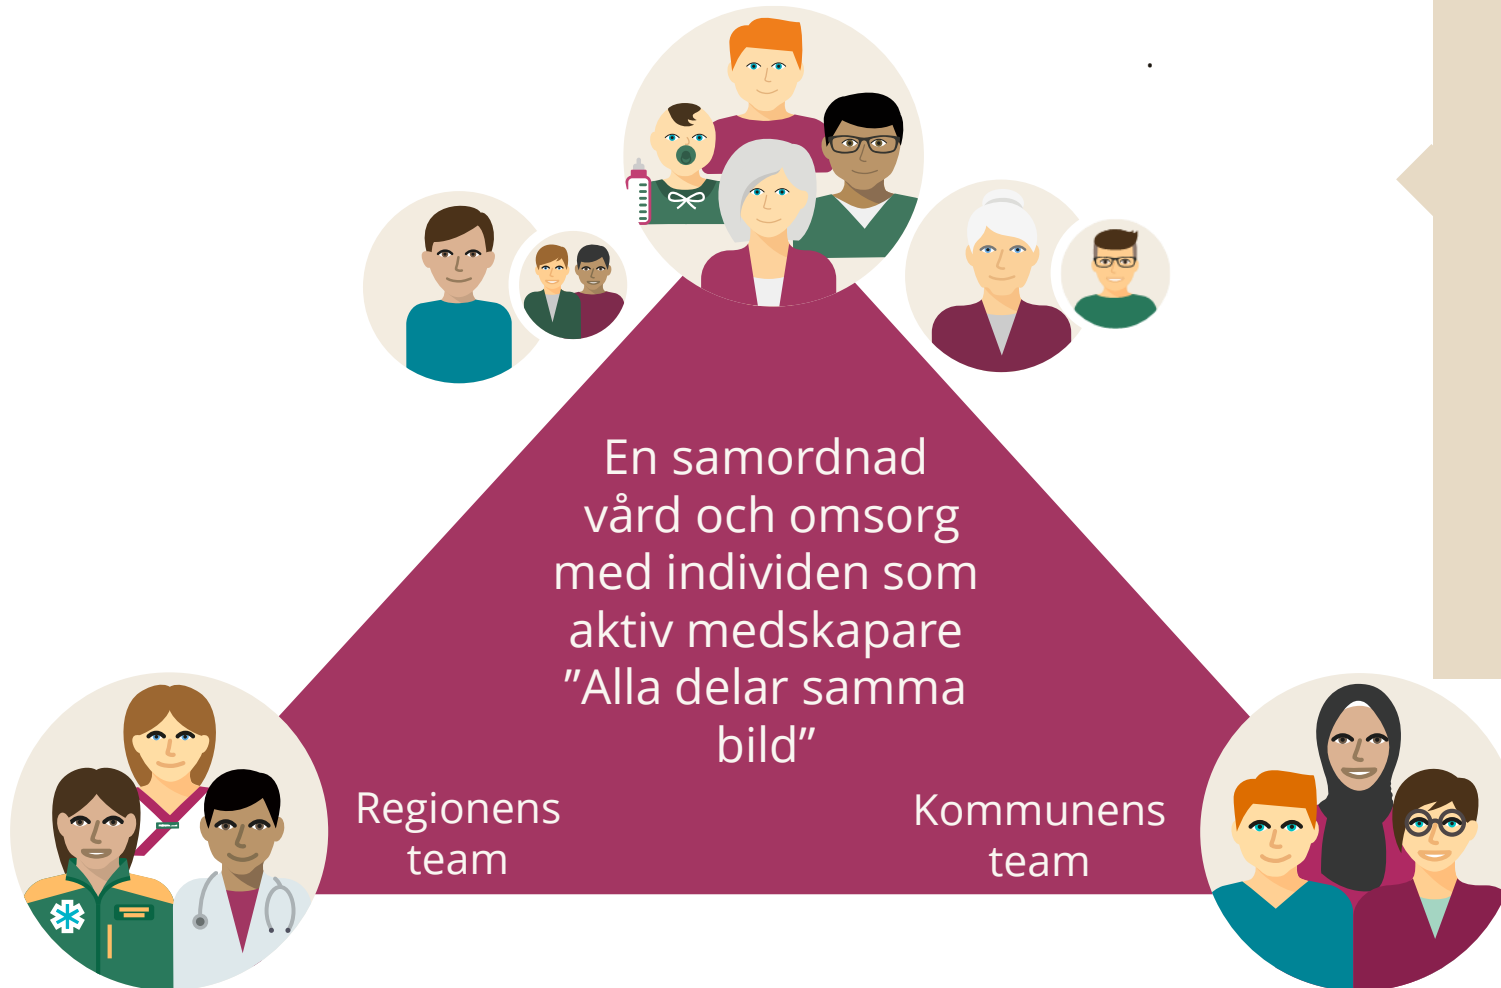 En samordnad
vård och omsorg
med individen som
aktiv medskapare
”Alla delar samma
bild”
Regionens
team
Kommunens
team